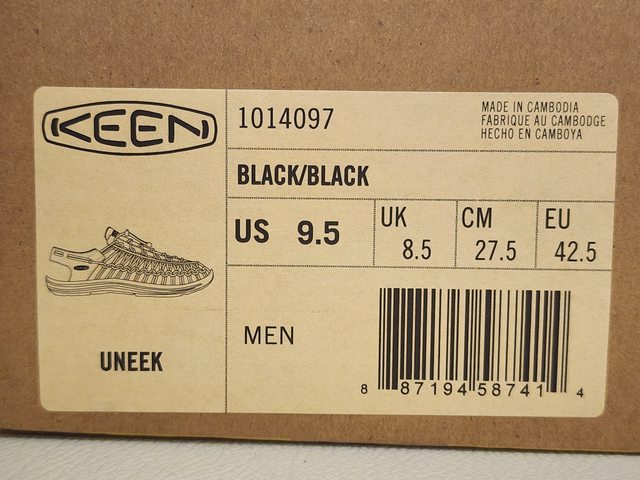 KEEN
1014097
MADE IN CAMBODIA
FABRIQUE AU CAMBODGE
HECHO EN CAMBOYA
BLACK/BLACK
US 9.5
UK 8.5
CM 27.5
EU 42.5
UNEEK
MEN
8 87194 58741 4